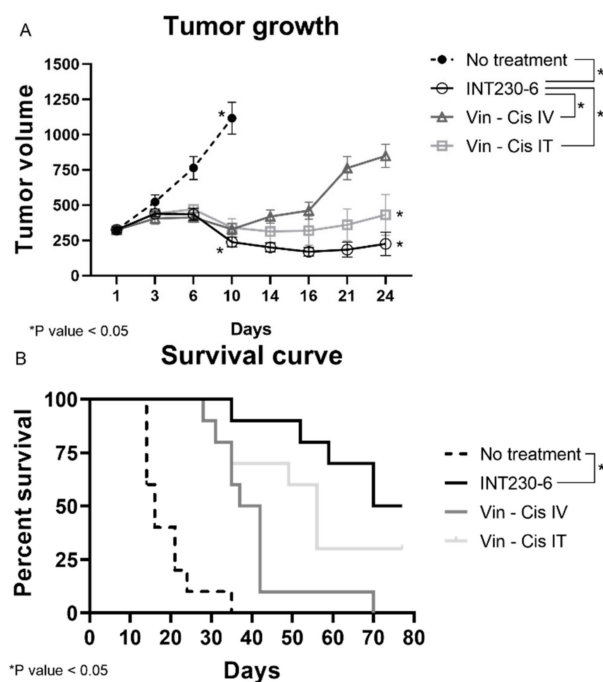 A
Tumor growth
Tumor volume
1500
1250
1000
750
500
250
0
*
*
*
*
1 3 6 10 14 16 21 24
Days
*P value < 0.05
No treatment
INT230-6
Vin - Cis IV
Vin - Cis IT
*
*
*
B
Survival curve
Percent survival
100
75
50
25
0
0 10 20 30 40 50 60 70 80
Days
*P value < 0.05
No treatment
INT230-6
Vin - Cis IV
Vin - Cis IT
*